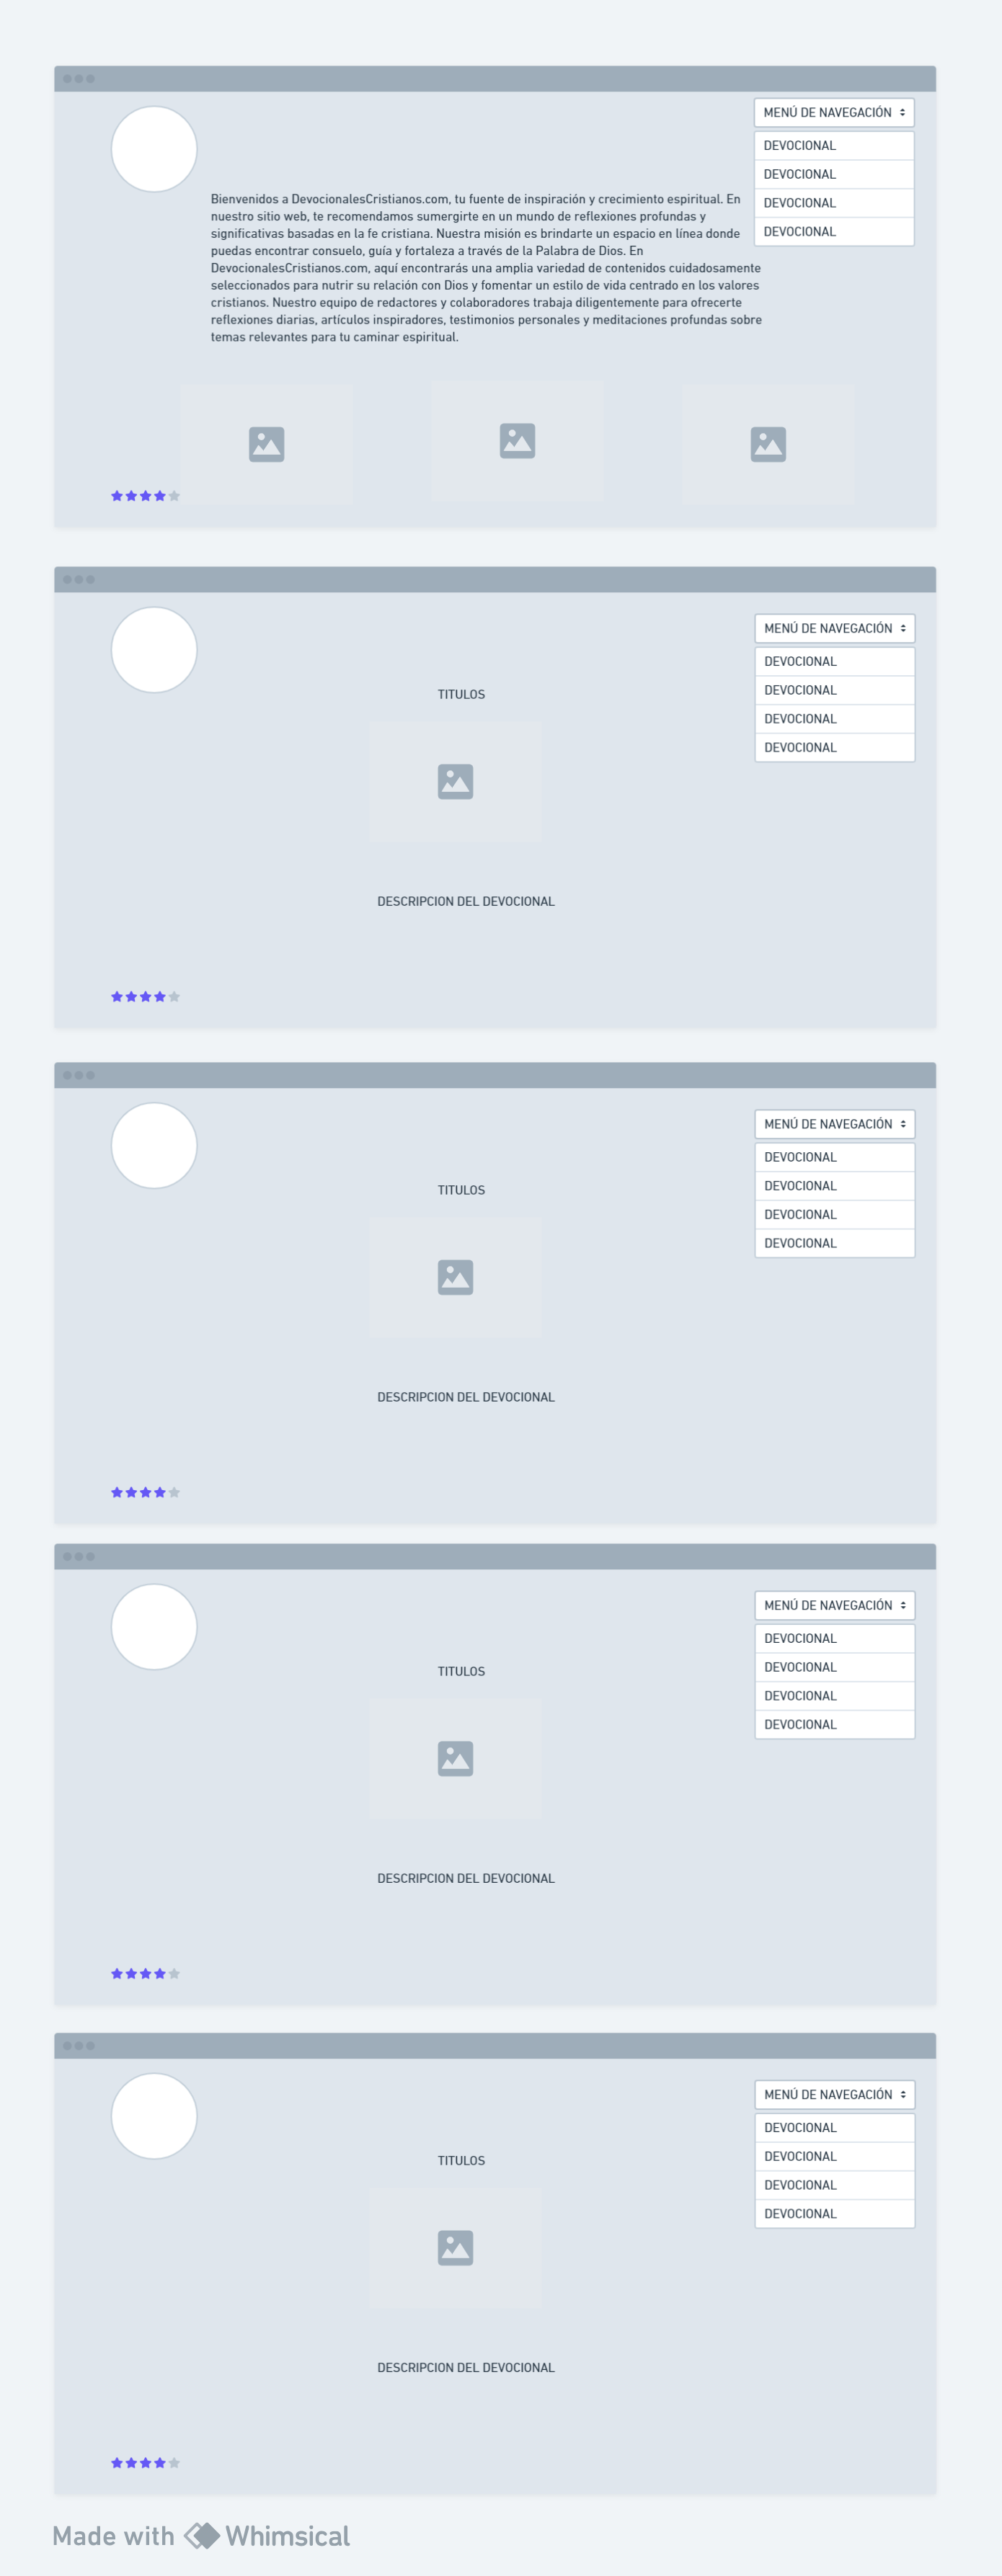 MENÚ DE NAVEGACIÓN
DEVOCIONAL
DEVOCIONAL
DEVOCIONAL
DEVOCIONAL
Bienvenidos a DevocionalesCristianos.com, tu fuente de inspiración y crecimiento espiritual. En
nuestro sitio web, te recomendamos sumergirte en un mundo de reflexiones profundas y
significativas basadas en la fe cristiana. Nuestra misión es brindarte un espacio en línea donde
puedas encontrar consuelo, guía y fortaleza a través de la Palabra de Dios. En
DevocionalesCristianos.com, aquí encontrarás una amplia variedad de contenidos cuidadosamente
seleccionados para nutrir su relación con Dios y fomentar un estilo de vida centrado en los valores
cristianos. Nuestro equipo de redactores y colaboradores trabaja diligentemente para ofrecerte
reflexiones diarias, artículos inspiradores, testimonios personales y meditaciones profundas sobre
temas relevantes para tu caminar espiritual.
MENÚ DE NAVEGACIÓN
DEVOCIONAL
DEVOCIONAL
DEVOCIONAL
DEVOCIONAL
TITULOS
DESCRIPCION DEL DEVOCIONAL
MENÚ DE NAVEGACIÓN
DEVOCIONAL
DEVOCIONAL
DEVOCIONAL
DEVOCIONAL
TITULOS
DESCRIPCION DEL DEVOCIONAL
MENÚ DE NAVEGACIÓN
DEVOCIONAL
DEVOCIONAL
DEVOCIONAL
DEVOCIONAL
TITULOS
DESCRIPCION DEL DEVOCIONAL
MENÚ DE NAVEGACIÓN
DEVOCIONAL
DEVOCIONAL
DEVOCIONAL
DEVOCIONAL
TITULOS
DESCRIPCION DEL DEVOCIONAL
Made with Whimsical